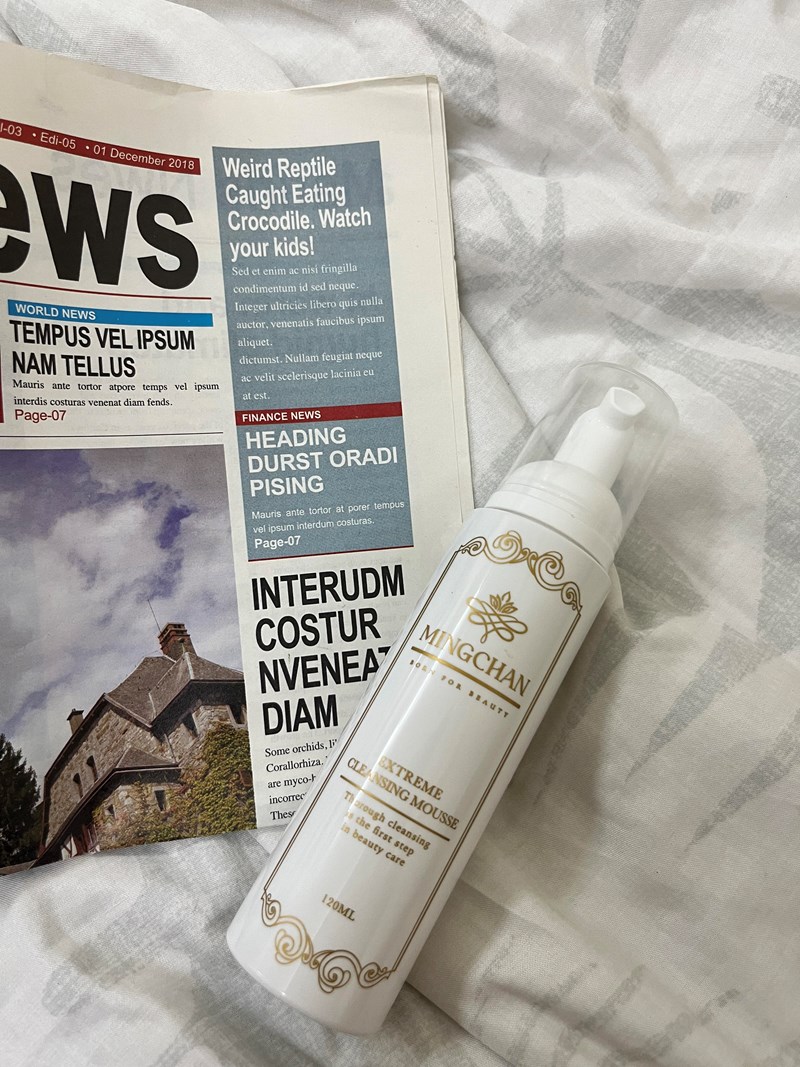 l-03 • Edi-05 • 01 December 2018
ews
WORLD NEWS
TEMPUS VEL IPSUM
NAM TELLUS
Mauris ante tortor atpore temps vel ipsum
interdis costuras venenat diam fends.
Page-07
Weird Reptile
Caught Eating
Crocodile. Watch
your kids!
Sed et enim ac nisi fringilla
condimentum id sed neque.
Integer ultricies libero quis nulla
auctor, venenatis faucibus ipsum
aliquet.
dictumst. Nullam feugiat neque
ac velit scelerisque lacinia eu
at est.
FINANCE NEWS
HEADING
DURST ORADI
PISING
Mauris ante tortor at porer tempus
vel ipsum interdum costuras.
Page-07
INTERUDM
COSTUR
NVENEAT
DIAM
Some orchids, li
Corallorhiza,
are myco-h
incorrec
These
MINGCHAN
BORN FOR BEAUTY
EXTREME
CLEANSING MOUSSE
Thorough cleansing
is the first step
in beauty care
120ML